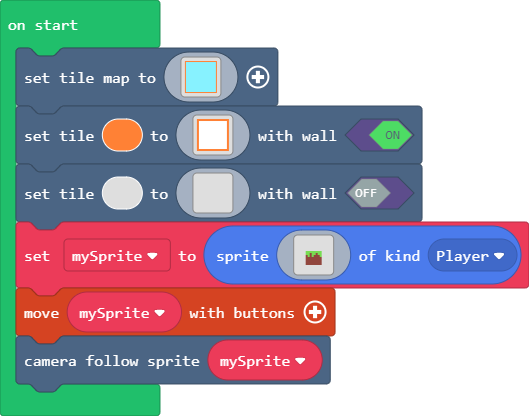 on start
set tile map to
set tile to with wall ON
set tile to with wall OFF
set mySprite to sprite of kind Player
move mySprite with buttons
camera follow sprite mySprite